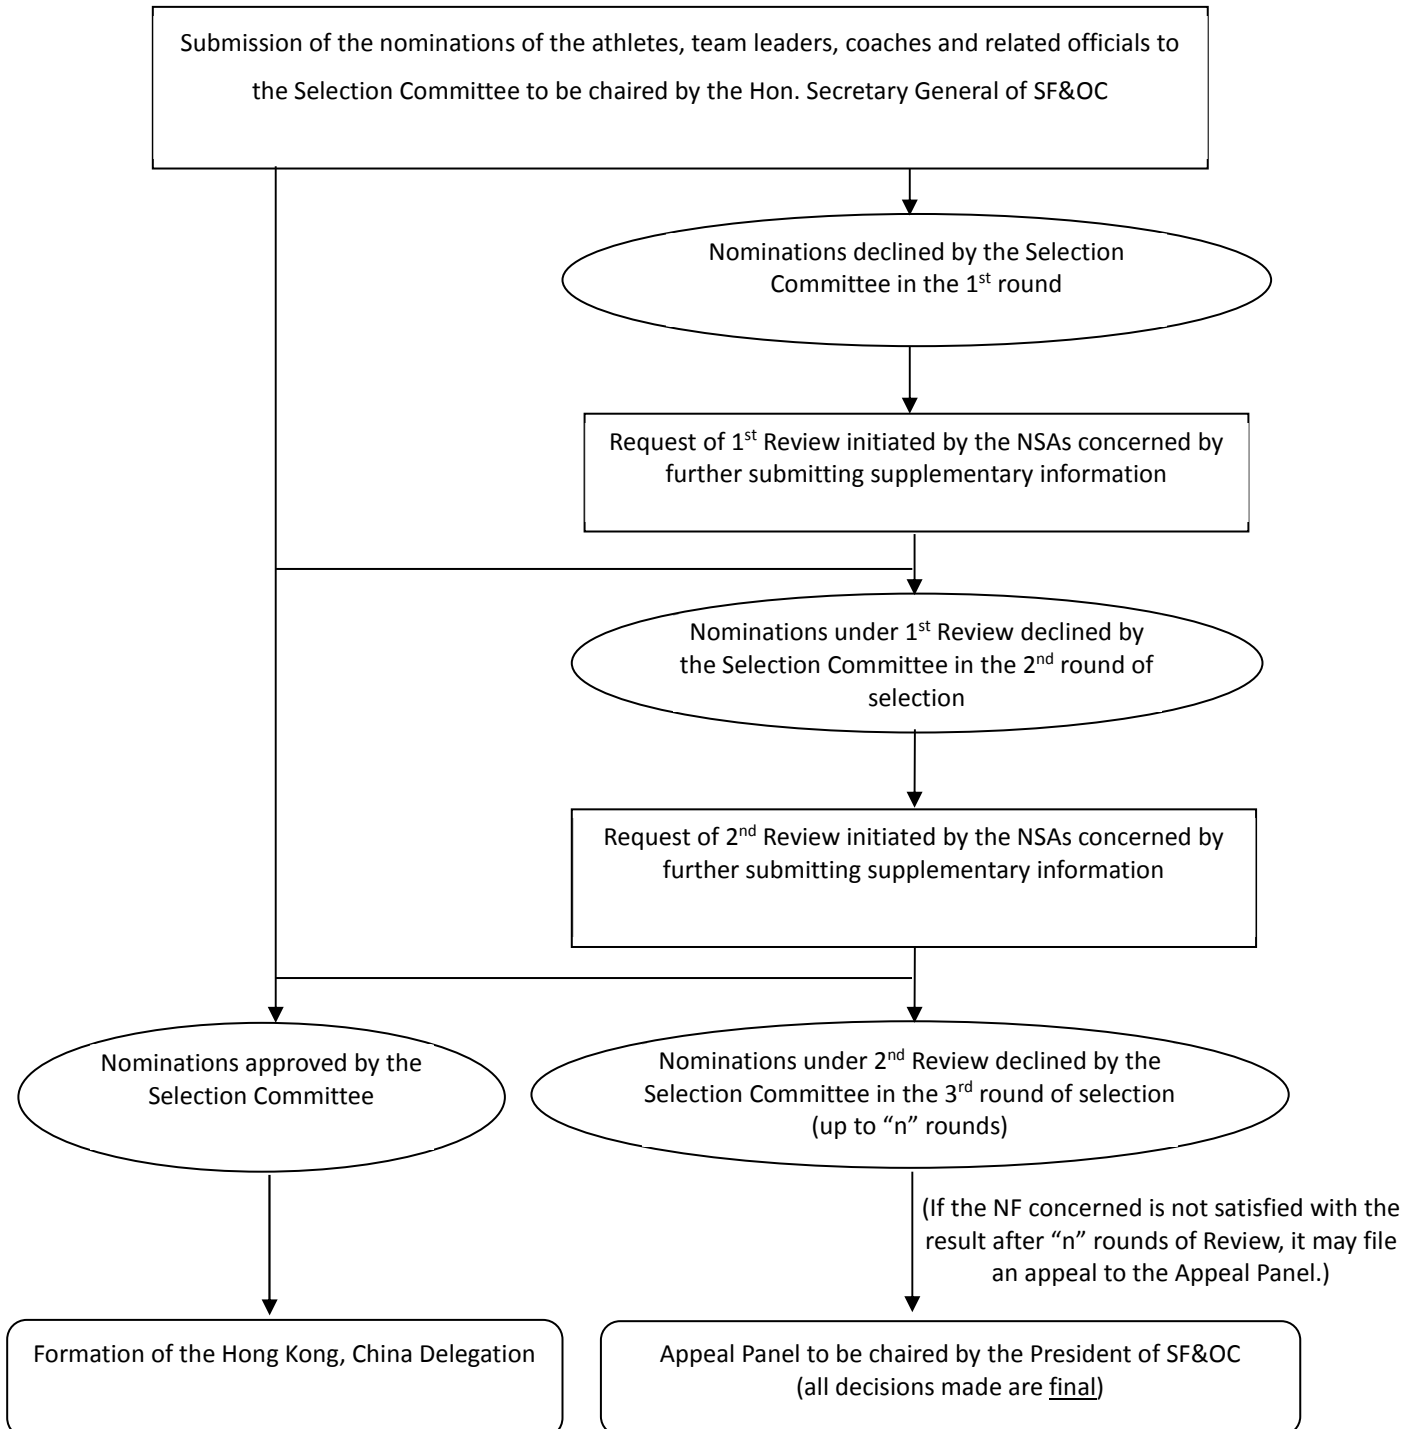 Submission of the nominations of the athletes, team leaders, coaches and related officials to
the Selection Committee to be chaired by the Hon. Secretary General of SF&OC
Nominations declined by the Selection
Committee in the 1st round
Request of 1st Review initiated by the NSAs concerned by
further submitting supplementary information
Nominations under 1st Review declined by
the Selection Committee in the 2nd round of
selection
Request of 2nd Review initiated by the NSAs concerned by
further submitting supplementary information
Nominations approved by the
Selection Committee
Nominations under 2nd Review declined by the
Selection Committee in the 3rd round of selection
(up to “n” rounds)
(If the NF concerned is not satisfied with the
result after “n” rounds of Review, it may file
an appeal to the Appeal Panel.)
Formation of the Hong Kong, China Delegation
Appeal Panel to be chaired by the President of SF&OC
(all decisions made are final)